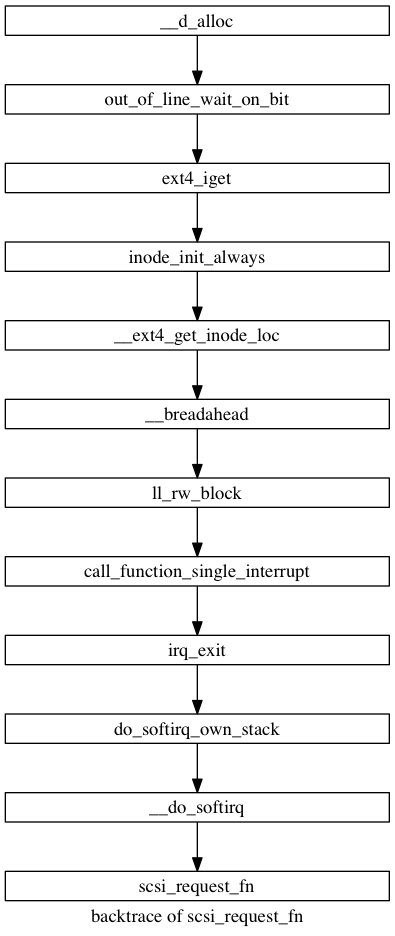 __d_alloc
out_of_line_wait_on_bit
ext4_iget
inode_init_always
__ext4_get_inode_loc
__breadahead
ll_rw_block
call_function_single_interrupt
irq_exit
do_softirq_own_stack
__do_softirq
scsi_request_fn
backtrace of scsi_request_fn